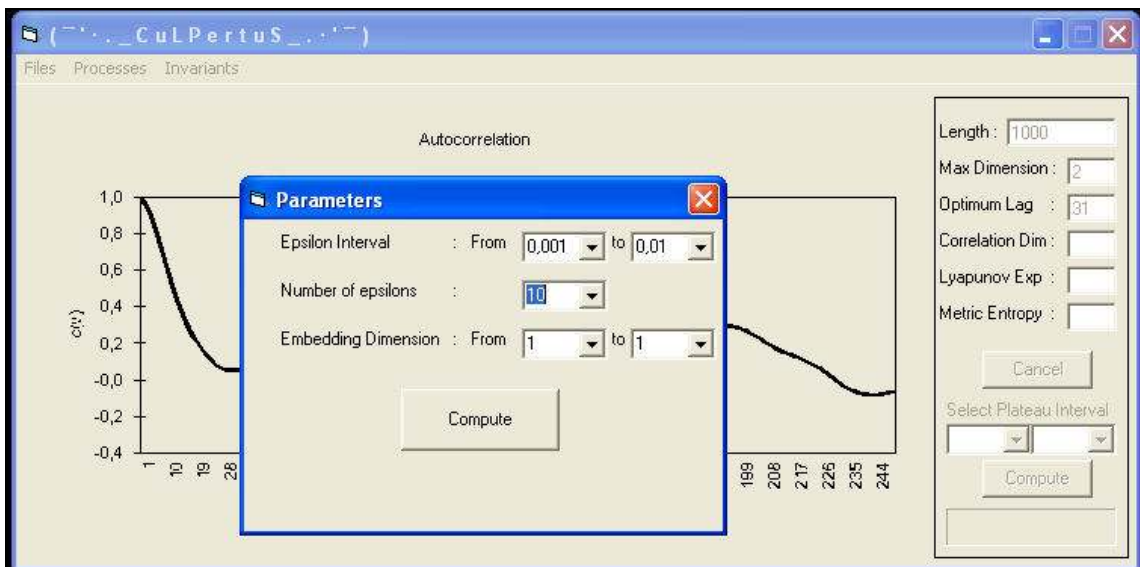 (¯`·._CuLPertuS_.·'¯)
Files Processes Invariants
Autocorrelation
1,0
0,8
0,6
0,4
0,2
-0,0
-0,2
-0,4
c(τ)
1 10 19 28 199 208 217 226 235 244
Parameters
Epsilon Interval : From 0,001 to 0,01
Number of epsilons : 10
Embedding Dimension : From 1 to 1
Compute
Length : 1000
Max Dimension : 2
Optimum Lag : 31
Correlation Dim :
Lyapunov Exp :
Metric Entropy :
Cancel
Select Plateau Interval
Compute